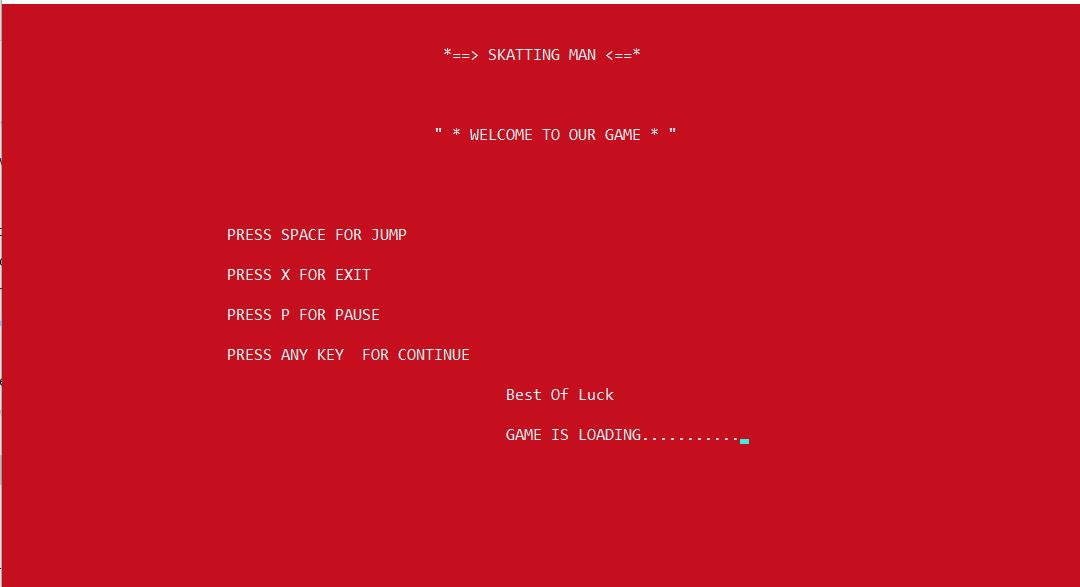 *==> SKATTING MAN <==*
" * WELCOME TO OUR GAME * "
PRESS SPACE FOR JUMP
PRESS X FOR EXIT
PRESS P FOR PAUSE
PRESS ANY KEY  FOR CONTINUE
Best Of Luck
GAME IS LOADING...........